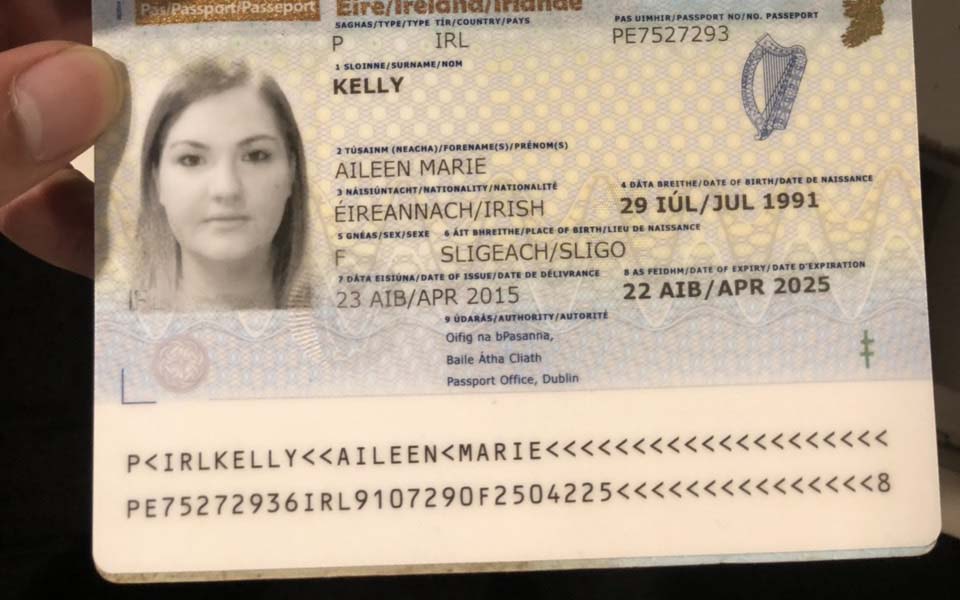 Pas/Passport/Passeport
Éire/Ireland/Irlande
SAGHAS/TYPE/TYPE TÍR/COUNTRY/PAYS
PAS UIMHIR/PASSPORT NO/NO. PASSEPORT
P IRL
PE7527293
1 SLOINNE/SURNAME/NOM
KELLY
2 TÚSAINM (NEACHA)/FORENAME(S)/PRÉNOM(S)
AILEEN MARIE
3 NÁISIÚNTACHT/NATIONALITY/NATIONALITÉ
4 DÁTA BREITHE/DATE OF BIRTH/DATE DE NAISSANCE
ÉIREANNACH/IRISH
29 IÚL/JUL 1991
5 GNÉAS/SEX/SEXE 6 ÁIT BHREITHE/PLACE OF BIRTH/LIEU DE NAISSANCE
F SLIGEACH/SLIGO
7 DÁTA EISIÚNA/DATE OF ISSUE/DATE DE DÉLIVRANCE
8 AS FEIDHM/DATE OF EXPIRY/DATE D'EXPIRATION
23 AIB/APR 2015
22 AIB/APR 2025
9 ÚDARÁS/AUTHORITY/AUTORITÉ
Oifig na bPasanna,
Baile Átha Cliath
Passport Office, Dublin
P<IRLKELLY<<AILEEN<MARIE<<<<<<<<<<<<<<<<<<<<
PE75272936IRL9107290F2504225<<<<<<<<<<<<<<<8